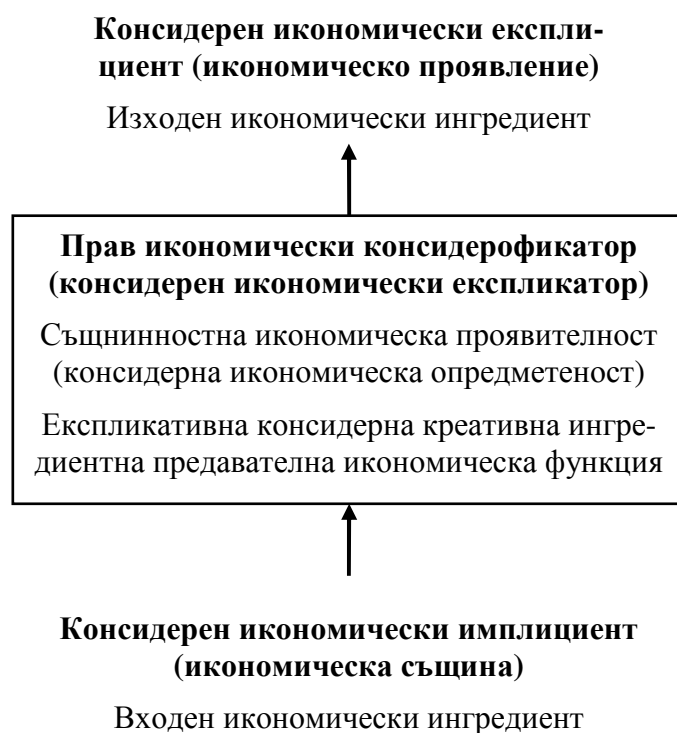 Консидерен икономически експли-
циент (икономическо проявление)
Изходен икономически ингредиент
Прав икономически консидерофикатор
(консидерен икономически експликатор)
Същнинностна икономическа проявителност
(консидерна икономическа опредметеност)
Експликативна консидерна креативна ингре-
диентна предавателна икономическа функция
Консидерен икономически имплициент
(икономическа същина)
Входен икономически ингредиент